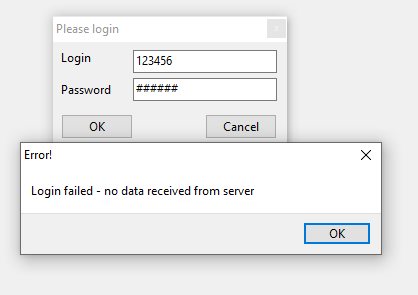 Please login
Login 123456
Password ######
OK Cancel
Error!
Login failed - no data received from server
OK